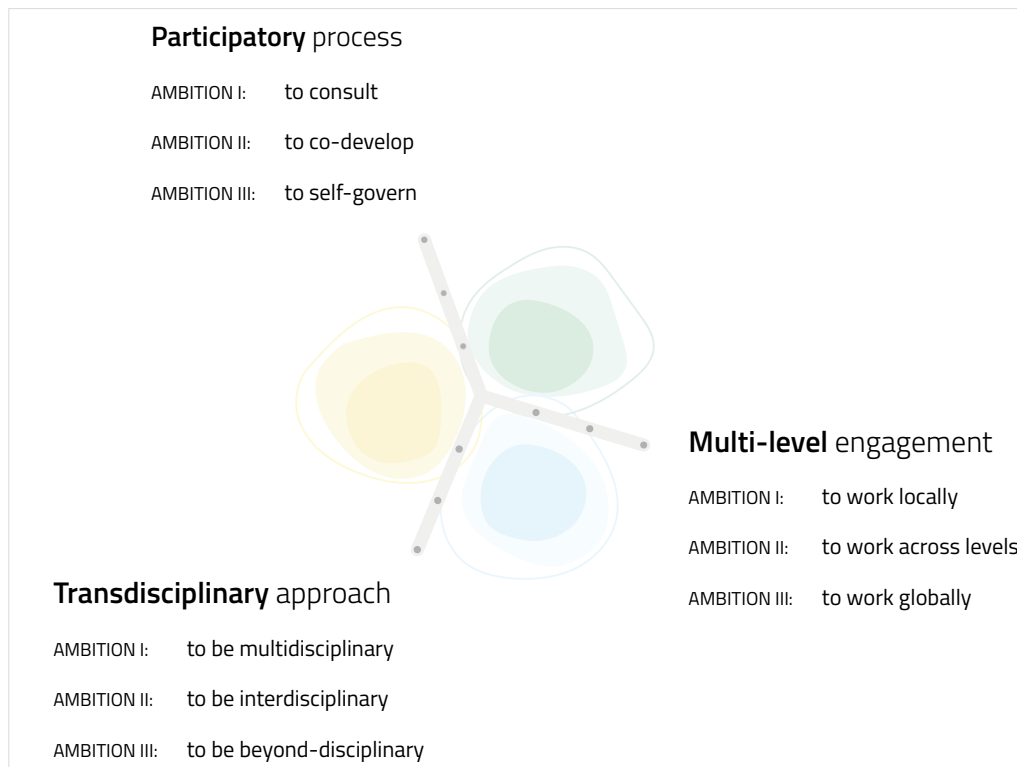 Participatory process
AMBITION I: to consult
AMBITION II: to co-develop
AMBITION III: to self-govern
Multi-level engagement
AMBITION I: to work locally
AMBITION II: to work across levels
AMBITION III: to work globally
Transdisciplinary approach
AMBITION I: to be multidisciplinary
AMBITION II: to be interdisciplinary
AMBITION III: to be beyond-disciplinary